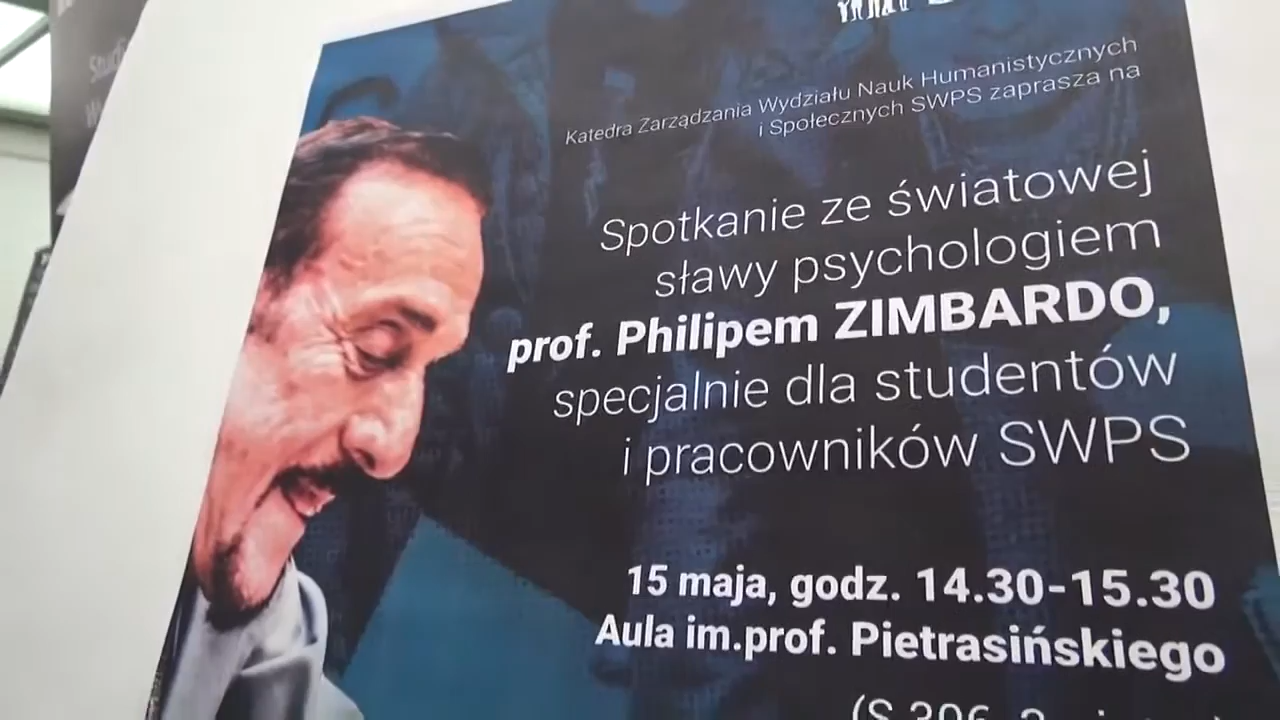 Katedra Zarządzania Wydziału Nauk Humanistycznych
i Społecznych SWPS zaprasza na
Spotkanie ze światowej
sławy psychologiem
prof. Philipem ZIMBARDO,
specjalnie dla studentów
i pracowników SWPS
15 maja, godz. 14.30-15.30
Aula im.prof. Pietrasińskiego